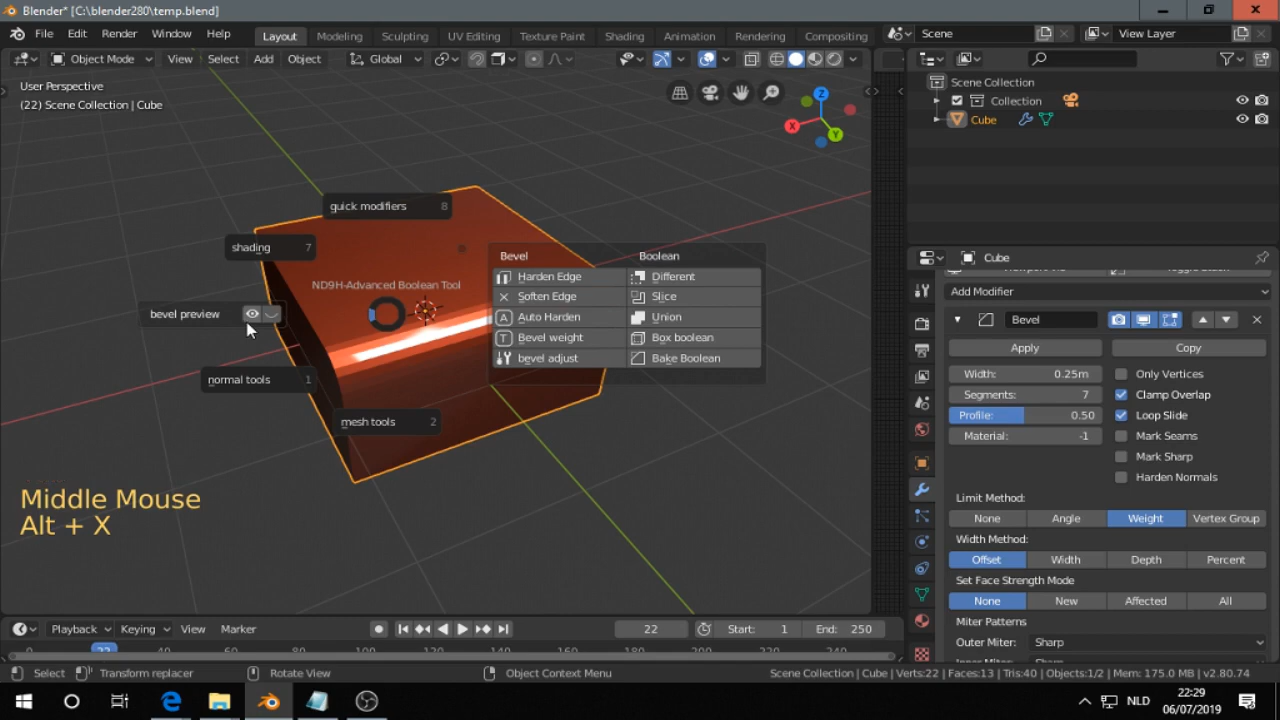 Blender* [C:\blender280\temp.blend]
File Edit Render Window Help Layout Modeling Sculpting UV Editing Texture Paint Shading Animation Rendering Compositing Scene View Layer
Object Mode View Select Add Object Global
User Perspective
(22) Scene Collection | Cube
Z
X
Y
Scene Collection
Collection
Cube
quick modifiers 8
shading 7
ND9H-Advanced Boolean Tool
bevel preview
normal tools 1
mesh tools 2
Bevel Boolean
Harden Edge Different
Soften Edge Slice
Auto Harden Union
Bevel weight Box boolean
bevel adjust Bake Boolean
Middle Mouse
Alt + X
Cube
Add Modifier
Bevel
Apply Copy
Width: 0.25m Only Vertices
Segments: 7 Clamp Overlap
Profile: 0.50 Loop Slide
Material: -1 Mark Seams
Mark Sharp
Harden Normals
Limit Method:
None Angle Weight Vertex Group
Width Method:
Offset Width Depth Percent
Set Face Strength Mode
None New Affected All
Miter Patterns
Outer Miter: Sharp
Playback Keying View Marker 22 Start: 1 End: 250
Select Transform replacer Rotate View Object Context Menu Scene Collection | Cube | Verts:22 | Faces:13 | Tris:40 | Objects:1/2 | Mem: 175.0 MB | v2.80.74
NLD
22:29
06/07/2019